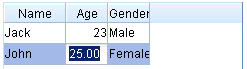 Name Age Gender
Jack 23 Male
John 25.00 Female